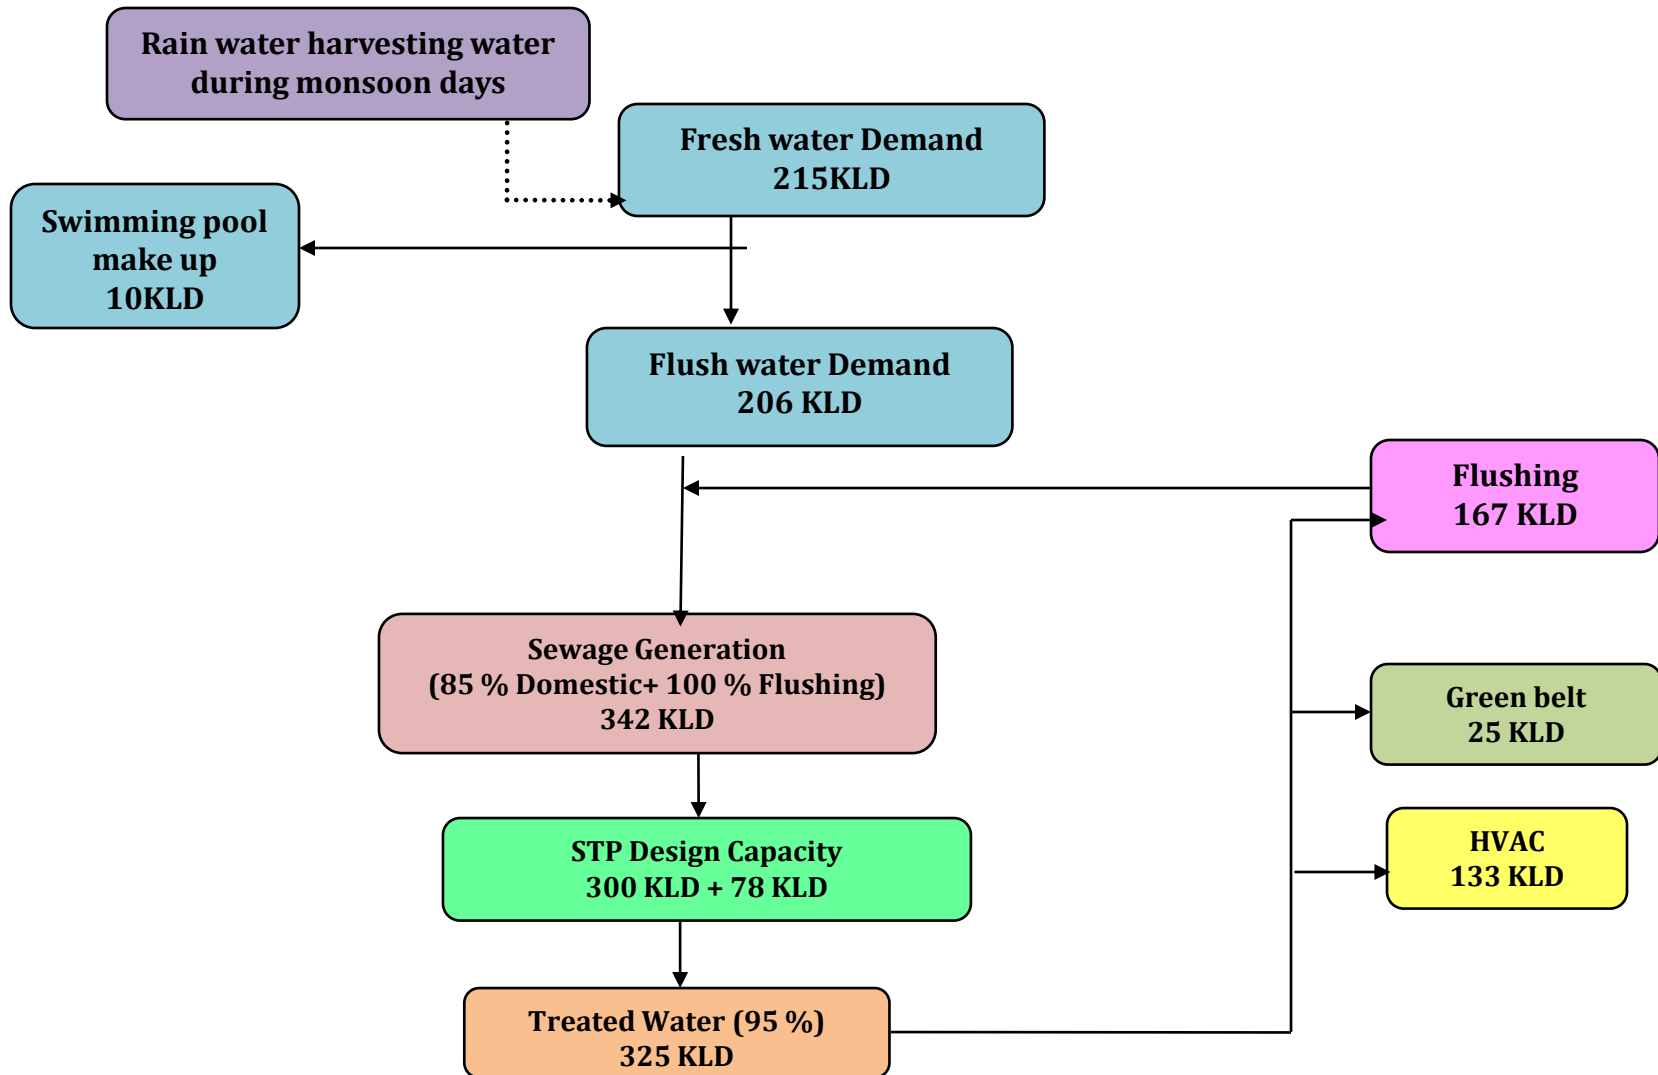 Rain water harvesting water
during monsoon days
Fresh water Demand
215KLD
Swimming pool
make up
10KLD
Flush water Demand
206 KLD
Flushing
167 KLD
Sewage Generation
(85 % Domestic+ 100 % Flushing)
342 KLD
Green belt
25 KLD
STP Design Capacity
300 KLD + 78 KLD
HVAC
133 KLD
Treated Water (95 %)
325 KLD